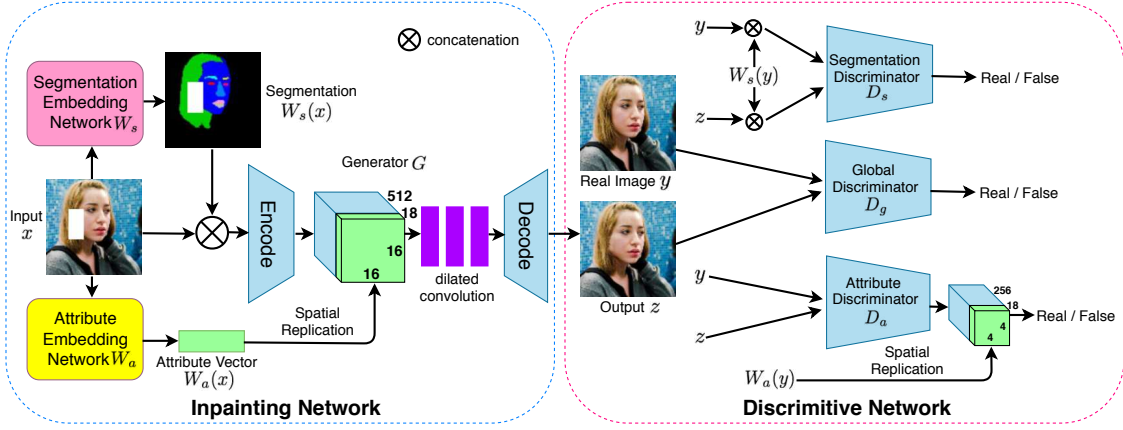 concatenation
Segmentation
Embedding
Network W_s
Segmentation
W_s(x)
Input
x
Generator G
Encode
512
18
16
16
dilated
convolution
Decode
Attribute
Embedding
Network W_a
Attribute Vector
W_a(x)
Spatial
Replication
Inpainting Network
Real Image y
Output z
y
W_s(y)
z
Segmentation
Discriminator
D_s
Real / False
Global
Discriminator
D_g
Real / False
y
z
Attribute
Discriminator
D_a
256
18
4
4
Real / False
Spatial
Replication
W_a(y)
Discrimitive Network